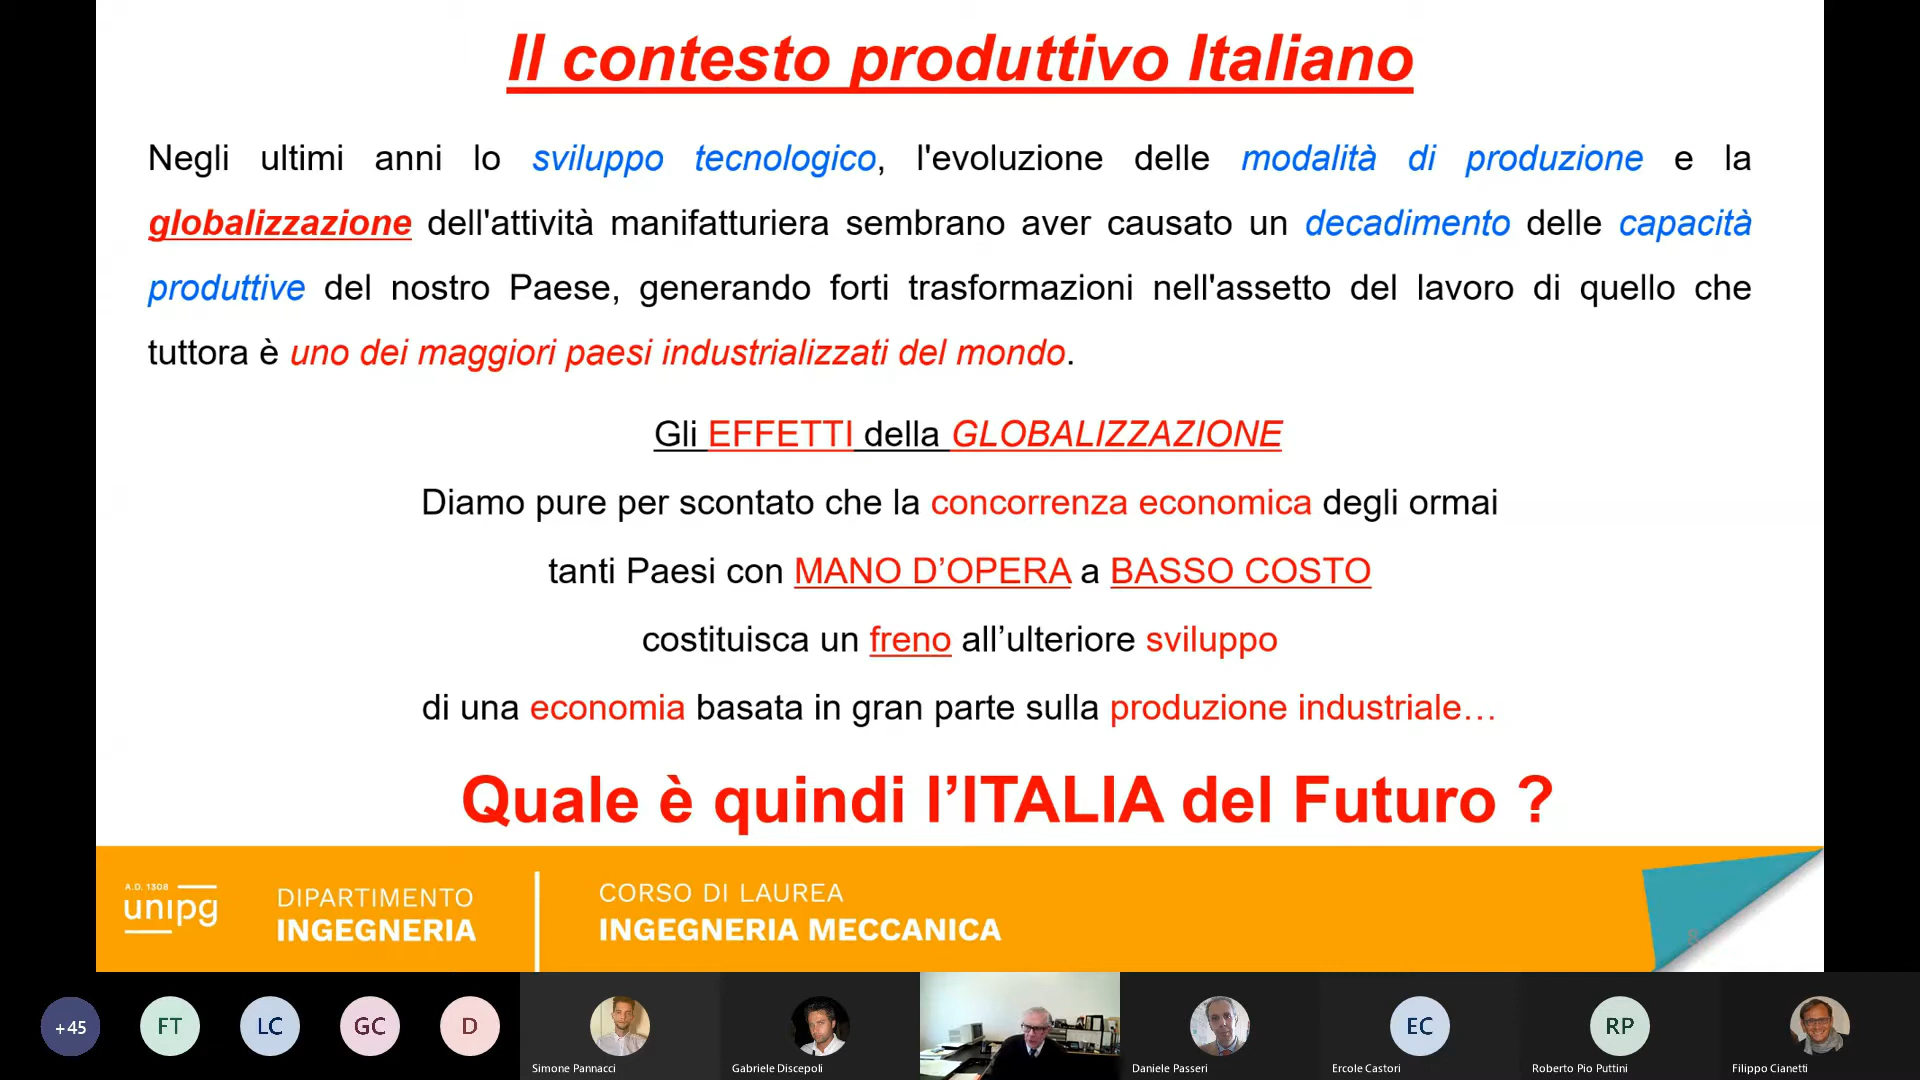 Il contesto produttivo Italiano
Negli ultimi anni lo sviluppo tecnologico, l'evoluzione delle modalità di produzione e la
globalizzazione dell'attività manifatturiera sembrano aver causato un decadimento delle capacità
produttive del nostro Paese, generando forti trasformazioni nell'assetto del lavoro di quello che
tuttora è uno dei maggiori paesi industrializzati del mondo.
Gli EFFETTI della GLOBALIZZAZIONE
Diamo pure per scontato che la concorrenza economica degli ormai
tanti Paesi con MANO D’OPERA a BASSO COSTO
costituisca un freno all’ulteriore sviluppo
di una economia basata in gran parte sulla produzione industriale…
Quale è quindi l’ITALIA del Futuro ?
A.D. 1308
unipg
DIPARTIMENTO
INGEGNERIA
CORSO DI LAUREA
INGEGNERIA MECCANICA
+45
FT
LC
GC
D
EC
RP
Simone Pannacci
Gabriele Discepoli
Daniele Passeri
Ercole Castori
Roberto Pio Puttini
Filippo Cianetti